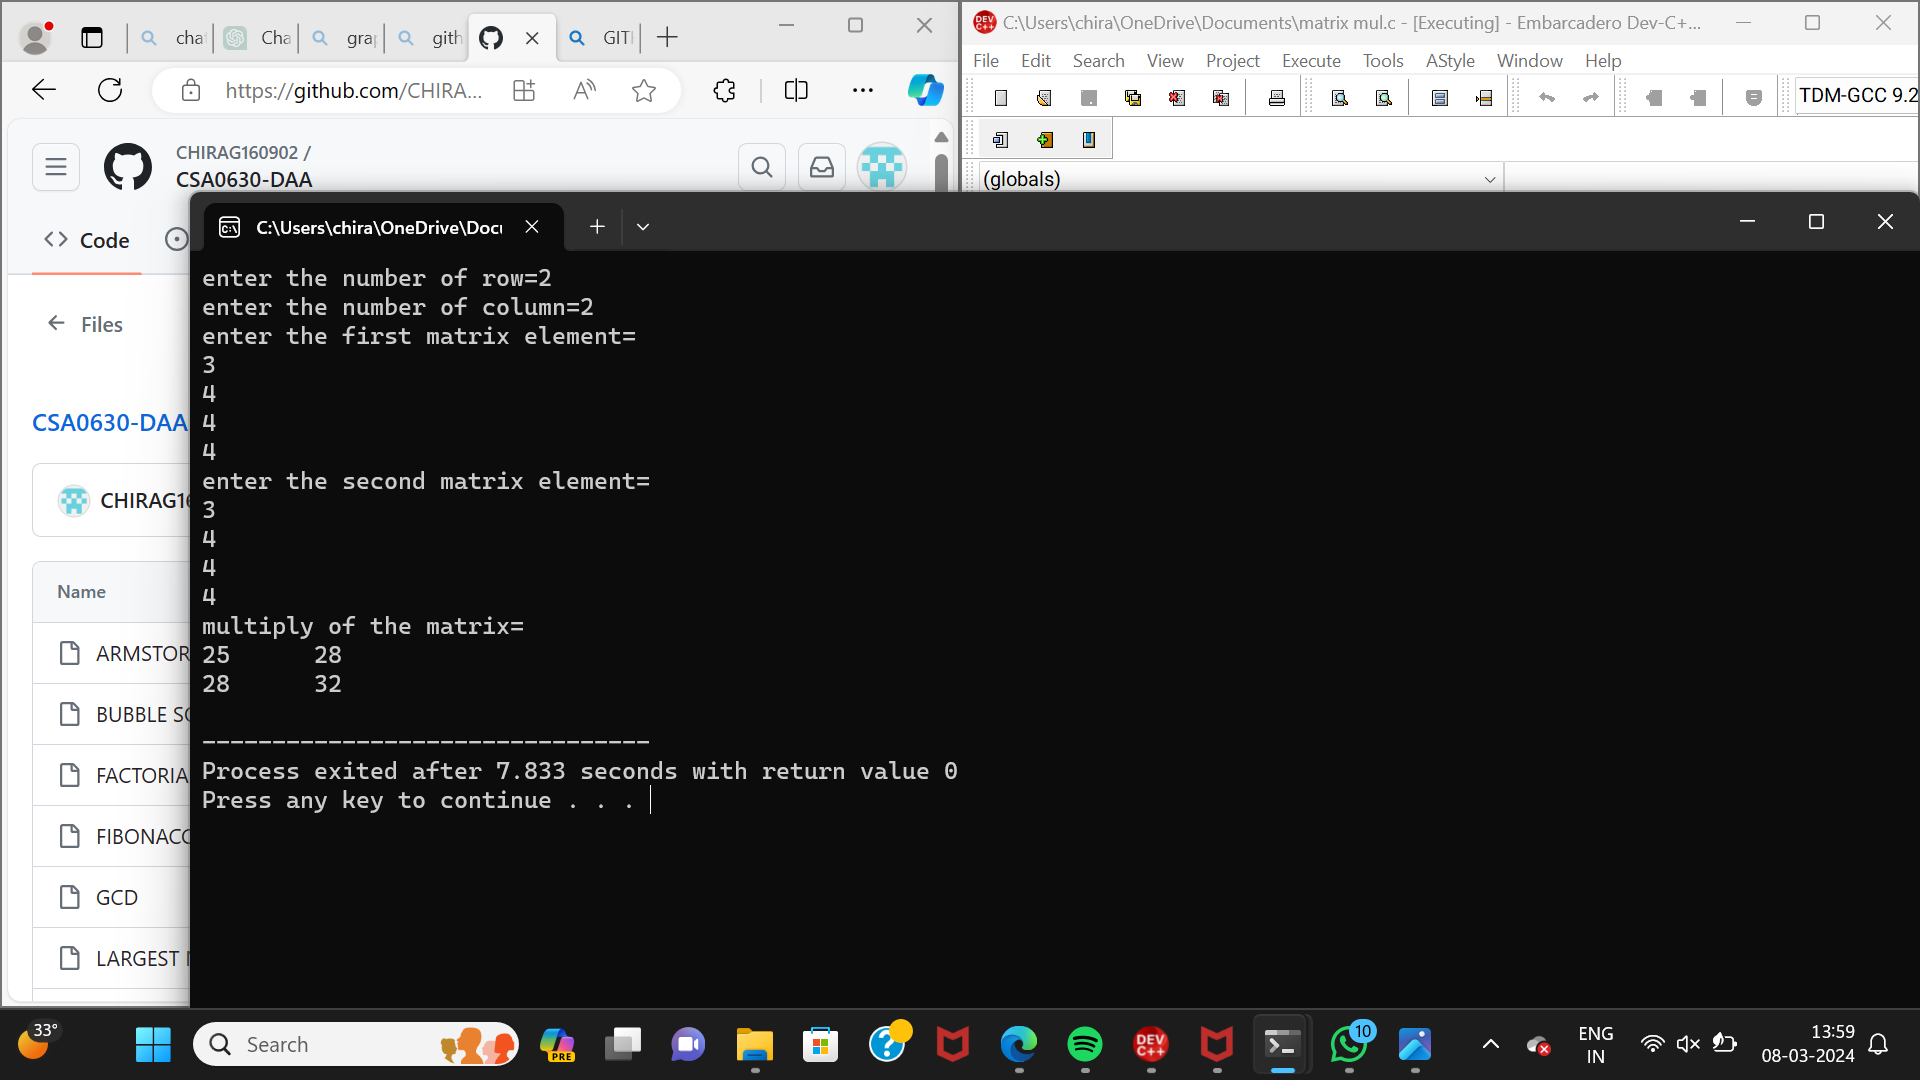 cha
Cha
gra
gith
GITI
https://github.com/CHIRA...
CHIRAG160902 /
CSA0630-DAA
Code
Files
CSA0630-DAA
CHIRAG16
Name
ARMSTOR
BUBBLE SO
FACTORIA
FIBONACC
GCD
LARGEST
C:\Users\chira\OneDrive\Documents\matrix mul.c - [Executing] - Embarcadero Dev-C+...
File Edit Search View Project Execute Tools AStyle Window Help
TDM-GCC 9.2
(globals)
C:\Users\chira\OneDrive\Docu
enter the number of row=2
enter the number of column=2
enter the first matrix element=
3
4
4
4
enter the second matrix element=
3
4
4
4
multiply of the matrix=
25 28
28 32
--------------------------------
Process exited after 7.833 seconds with return value 0
Press any key to continue . . .
33°
Search
PRE
DEV C++
10
ENG
IN
13:59
08-03-2024